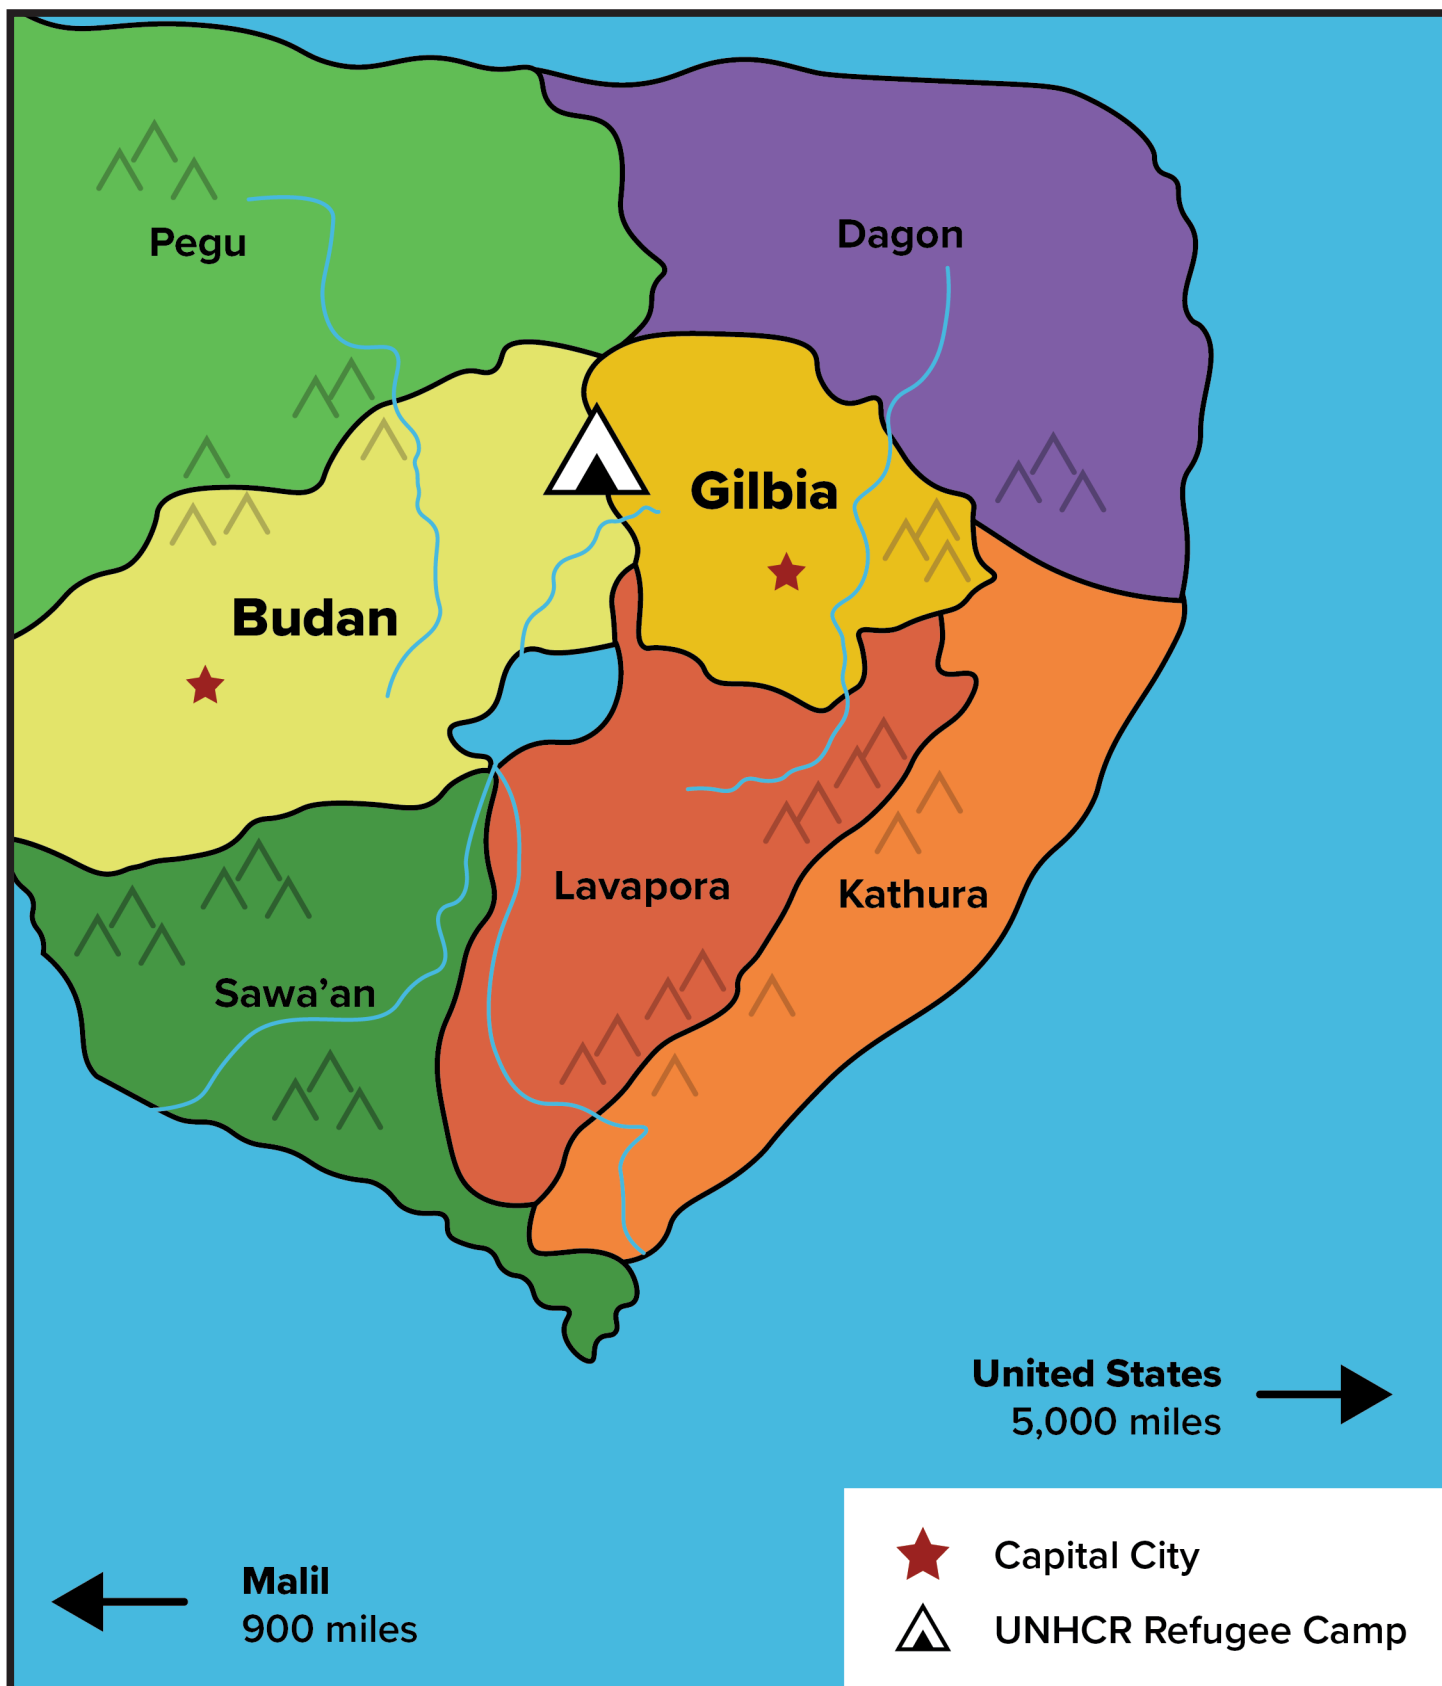 Pegu
Dagon
Gilbia
Budan
Lavapora
Kathura
Sawa’an
United States
5,000 miles
Malil
900 miles
Capital City
UNHCR Refugee Camp